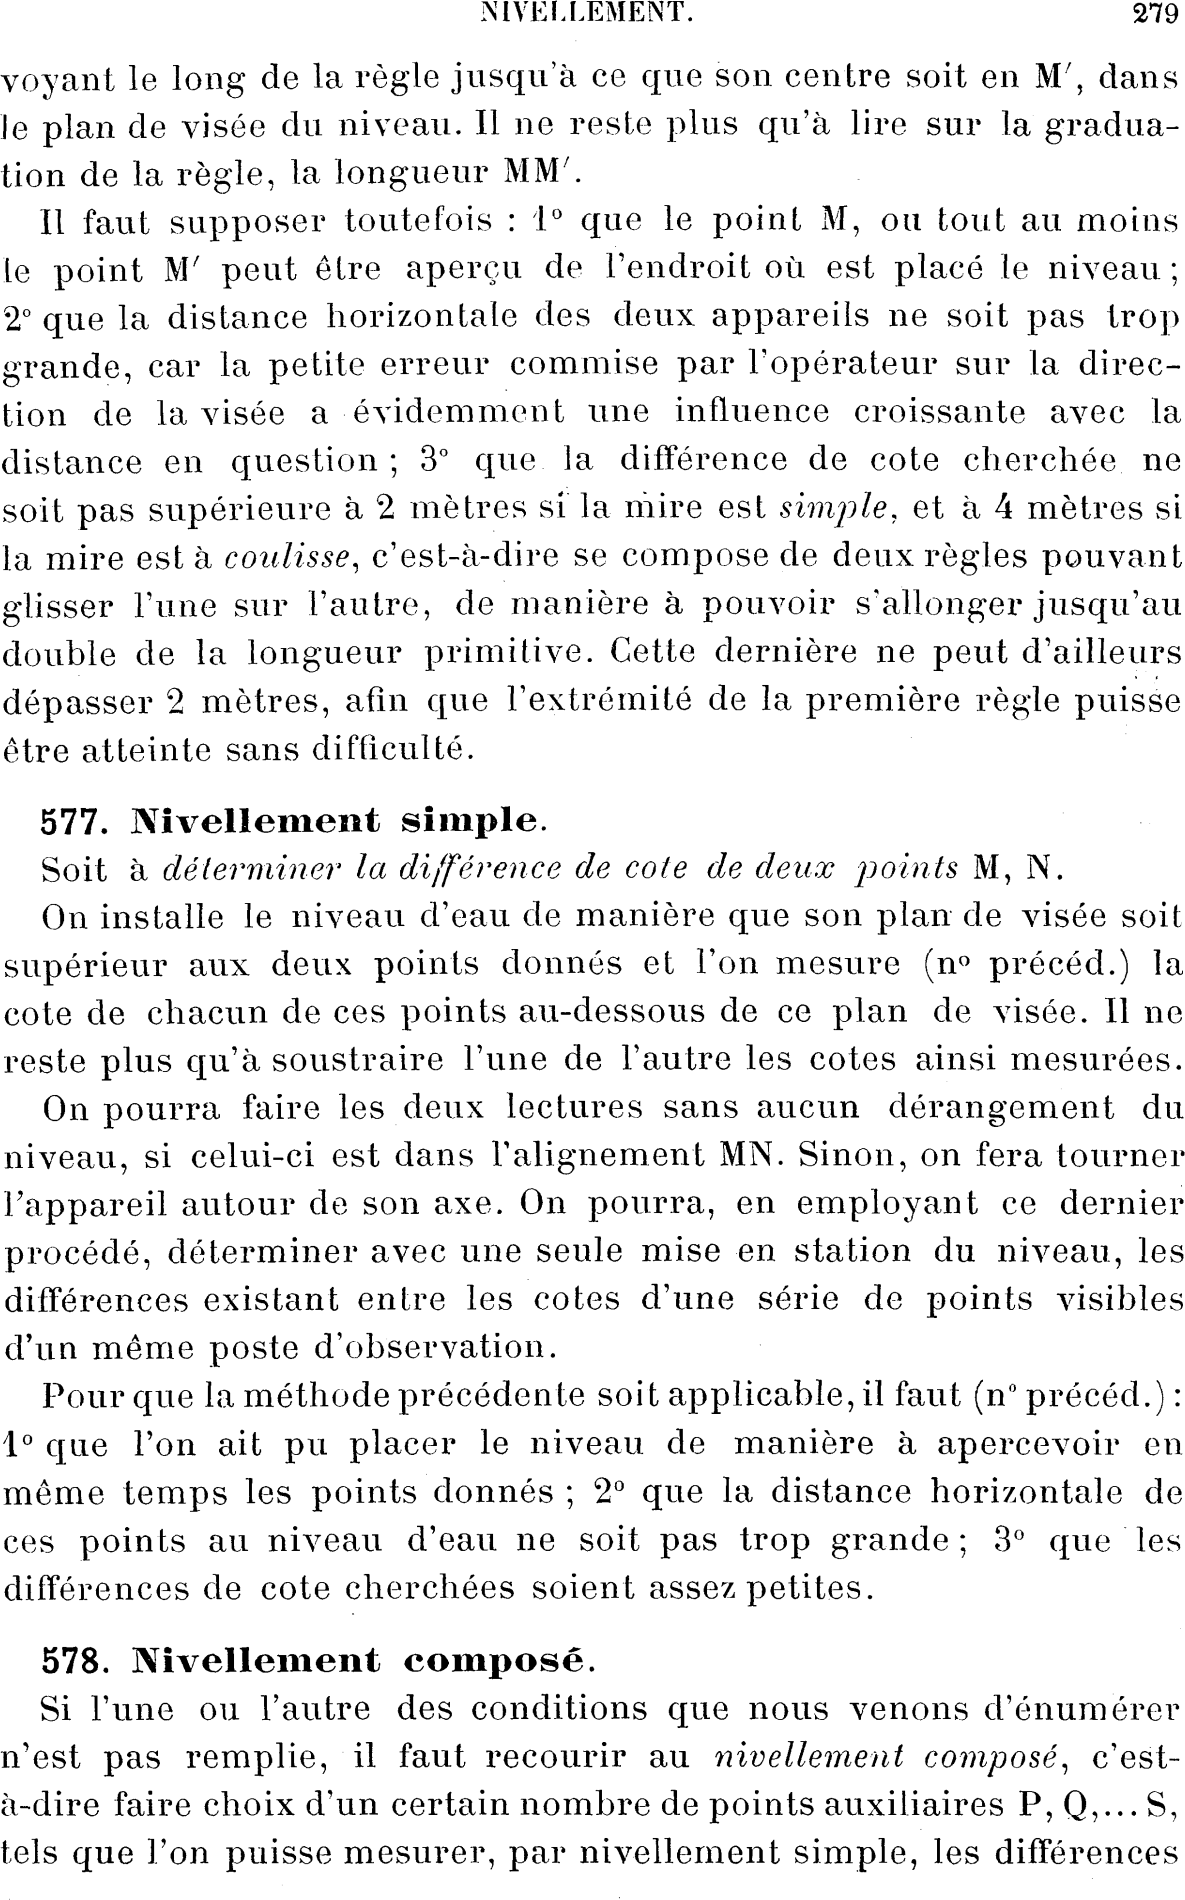 NIVELLEMENT. 279
voyant le long de la règle jusqu'à ce que son centre soit en M', dans
le plan de visée du niveau. Il ne reste plus qu'à lire sur la gradua-
tion de la règle, la longueur MM'.
Il faut supposer toutefois : 1° que le point M, ou tout au moins
le point M' peut être aperçu de l'endroit où est placé le niveau ;
2° que la distance horizontale des deux appareils ne soit pas trop
grande, car la petite erreur commise par l'opérateur sur la direc-
tion de la visée a évidemment une influence croissante avec la
distance en question ; 3° que la différence de cote cherchée ne
soit pas supérieure à 2 mètres si la mire est simple, et à 4 mètres si
la mire est à coulisse, c'est-à-dire se compose de deux règles pouvant
glisser l'une sur l'autre, de manière à pouvoir s'allonger jusqu'au
double de la longueur primitive. Cette dernière ne peut d'ailleurs
dépasser 2 mètres, afin que l'extrémité de la première règle puisse
être atteinte sans difficulté.
577. Nivellement simple.
Soit à déterminer la différence de cote de deux points M, N.
On installe le niveau d'eau de manière que son plan de visée soit
supérieur aux deux points donnés et l'on mesure (n° précéd.) la
cote de chacun de ces points au-dessous de ce plan de visée. Il ne
reste plus qu'à soustraire l'une de l'autre les cotes ainsi mesurées.
On pourra faire les deux lectures sans aucun dérangement du
niveau, si celui-ci est dans l'alignement MN. Sinon, on fera tourner
l'appareil autour de son axe. On pourra, en employant ce dernier
procédé, déterminer avec une seule mise en station du niveau, les
différences existant entre les cotes d'une série de points visibles
d'un même poste d'observation.
Pour que la méthode précédente soit applicable, il faut (n° précéd.) :
1° que l'on ait pu placer le niveau de manière à apercevoir en
même temps les points donnés ; 2° que la distance horizontale de
ces points au niveau d'eau ne soit pas trop grande ; 3° que les
différences de cote cherchées soient assez petites.
578. Nivellement composé.
Si l'une ou l'autre des conditions que nous venons d'énumérer
n'est pas remplie, il faut recourir au nivellement composé, c'est-
à-dire faire choix d'un certain nombre de points auxiliaires P, Q,... S,
tels que l'on puisse mesurer, par nivellement simple, les différences